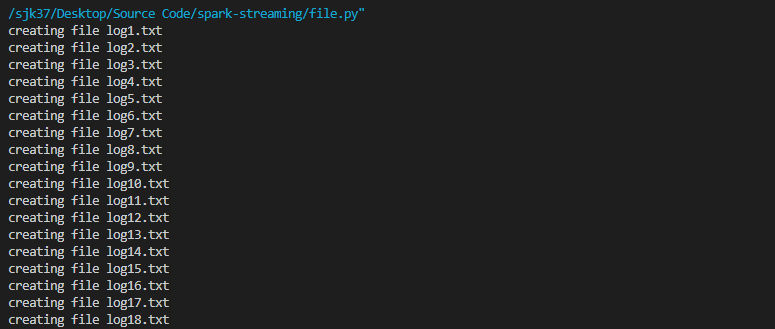 /sjk37/Desktop/Source Code/spark-streaming/file.py"
creating file log1.txt
creating file log2.txt
creating file log3.txt
creating file log4.txt
creating file log5.txt
creating file log6.txt
creating file log7.txt
creating file log8.txt
creating file log9.txt
creating file log10.txt
creating file log11.txt
creating file log12.txt
creating file log13.txt
creating file log14.txt
creating file log15.txt
creating file log16.txt
creating file log17.txt
creating file log18.txt